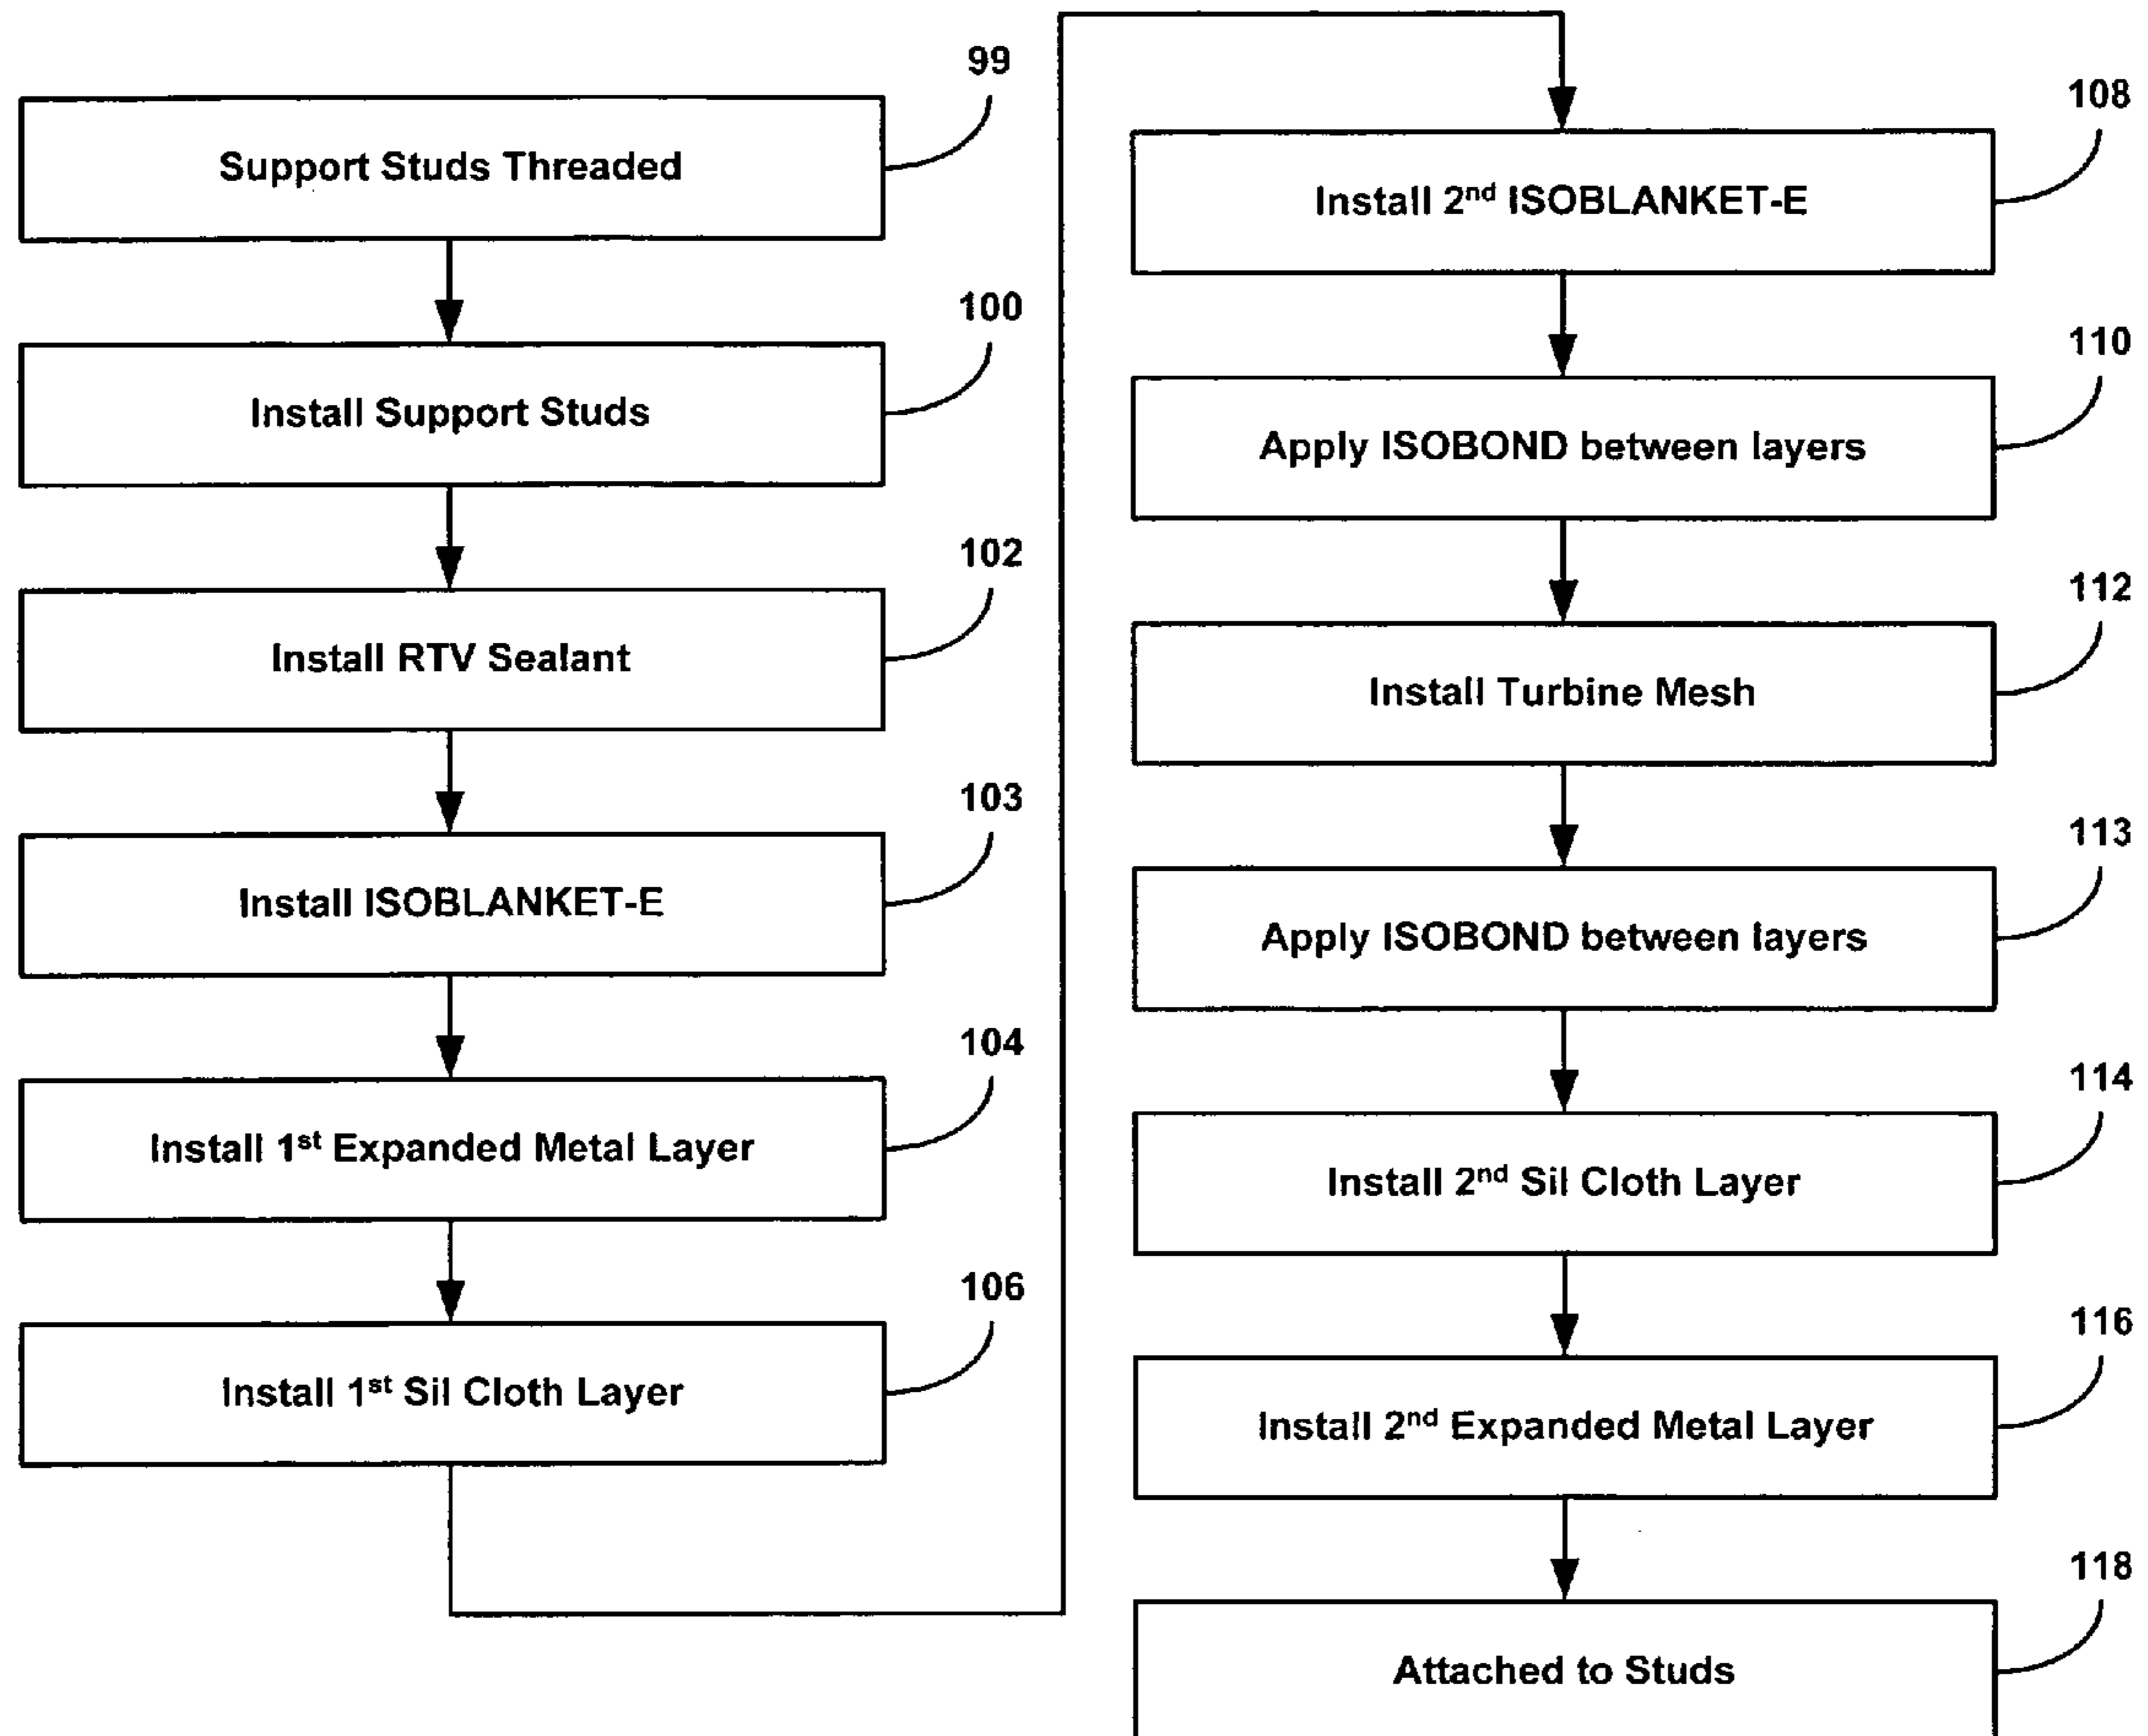 99
Support Studs Threaded
100
Install Support Studs
102
Install RTV Sealant
103
Install ISOBLANKET-E
104
Install 1st Expanded Metal Layer
106
Install 1st Sil Cloth Layer
108
Install 2nd ISOBLANKET-E
110
Apply ISOBOND between layers
112
Install Turbine Mesh
113
Apply ISOBOND between layers
114
Install 2nd Sil Cloth Layer
116
Install 2nd Expanded Metal Layer
118
Attached to Studs